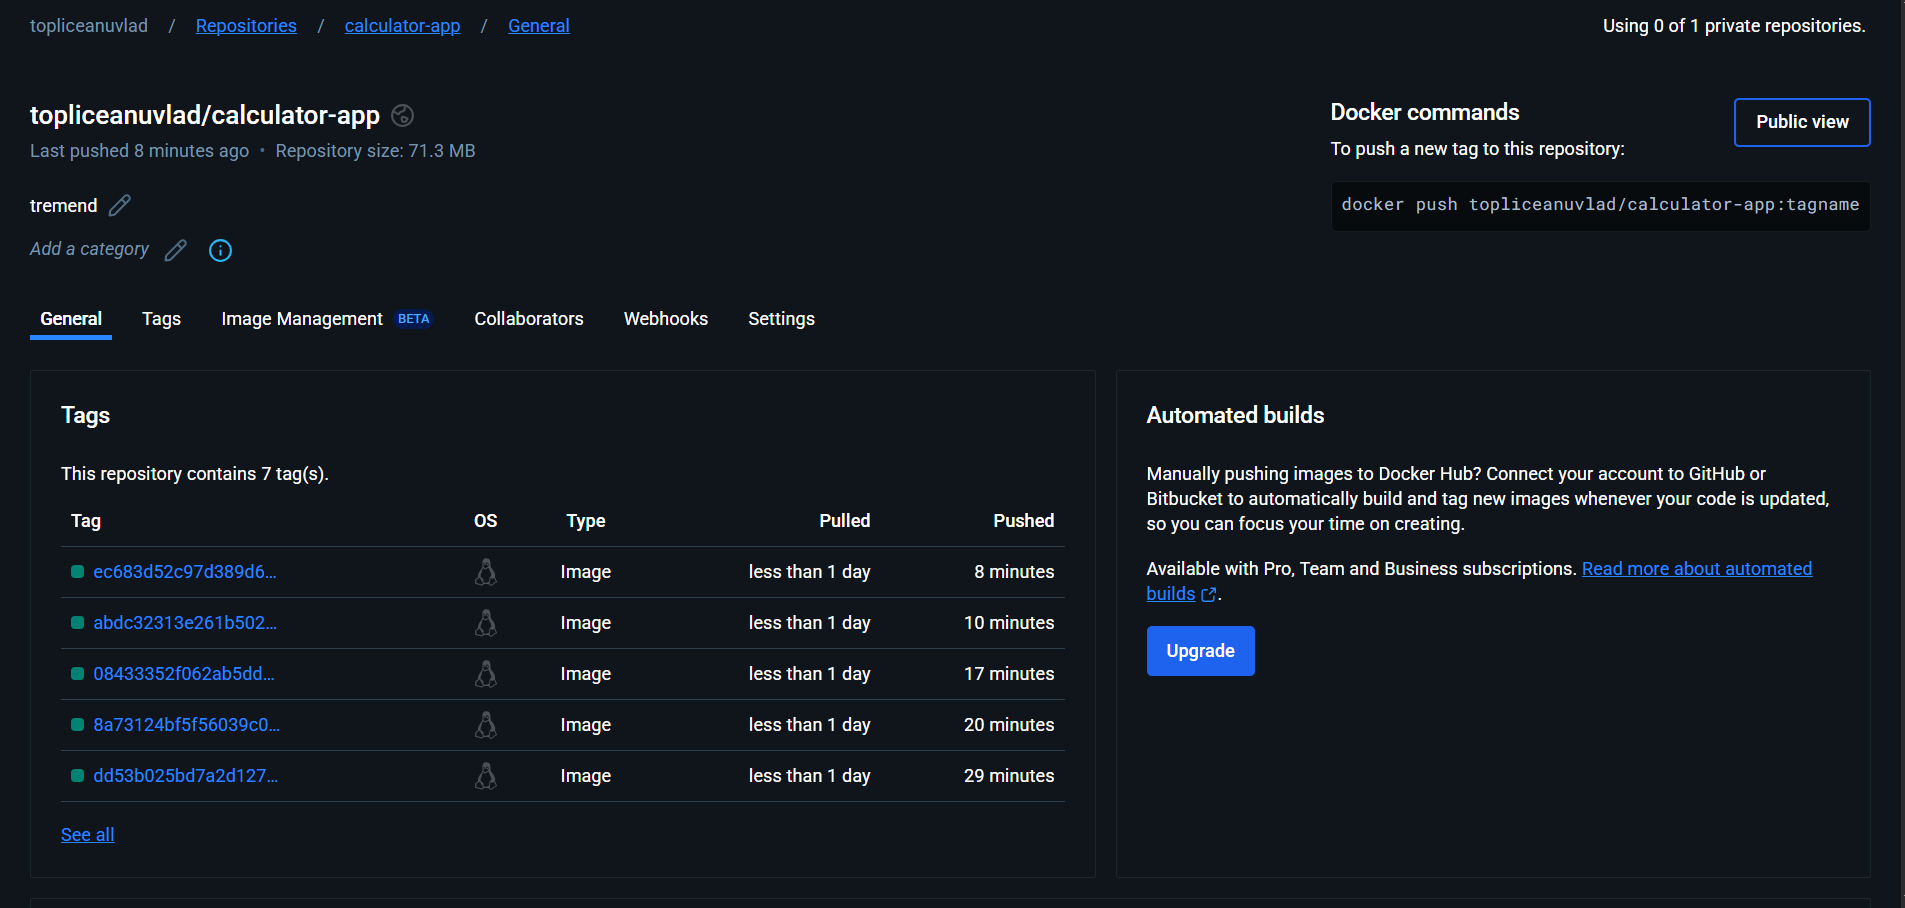 topliceanuvlad / Repositories / calculator-app / General
Using 0 of 1 private repositories.
topliceanuvlad/calculator-app
Last pushed 8 minutes ago • Repository size: 71.3 MB
tremend
Add a category
Docker commands
To push a new tag to this repository:
Public view
docker push topliceanuvlad/calculator-app:tagname
General Tags Image Management BETA Collaborators Webhooks Settings
Tags
This repository contains 7 tag(s).
Tag OS Type Pulled Pushed
ec683d52c97d389d6... Image less than 1 day 8 minutes
abdc32313e261b502... Image less than 1 day 10 minutes
08433352f062ab5dd... Image less than 1 day 17 minutes
8a73124bf5f56039c0... Image less than 1 day 20 minutes
dd53b025bd7a2d127... Image less than 1 day 29 minutes
See all
Automated builds
Manually pushing images to Docker Hub? Connect your account to GitHub or
Bitbucket to automatically build and tag new images whenever your code is updated,
so you can focus your time on creating.
Available with Pro, Team and Business subscriptions. Read more about automated
builds.
Upgrade